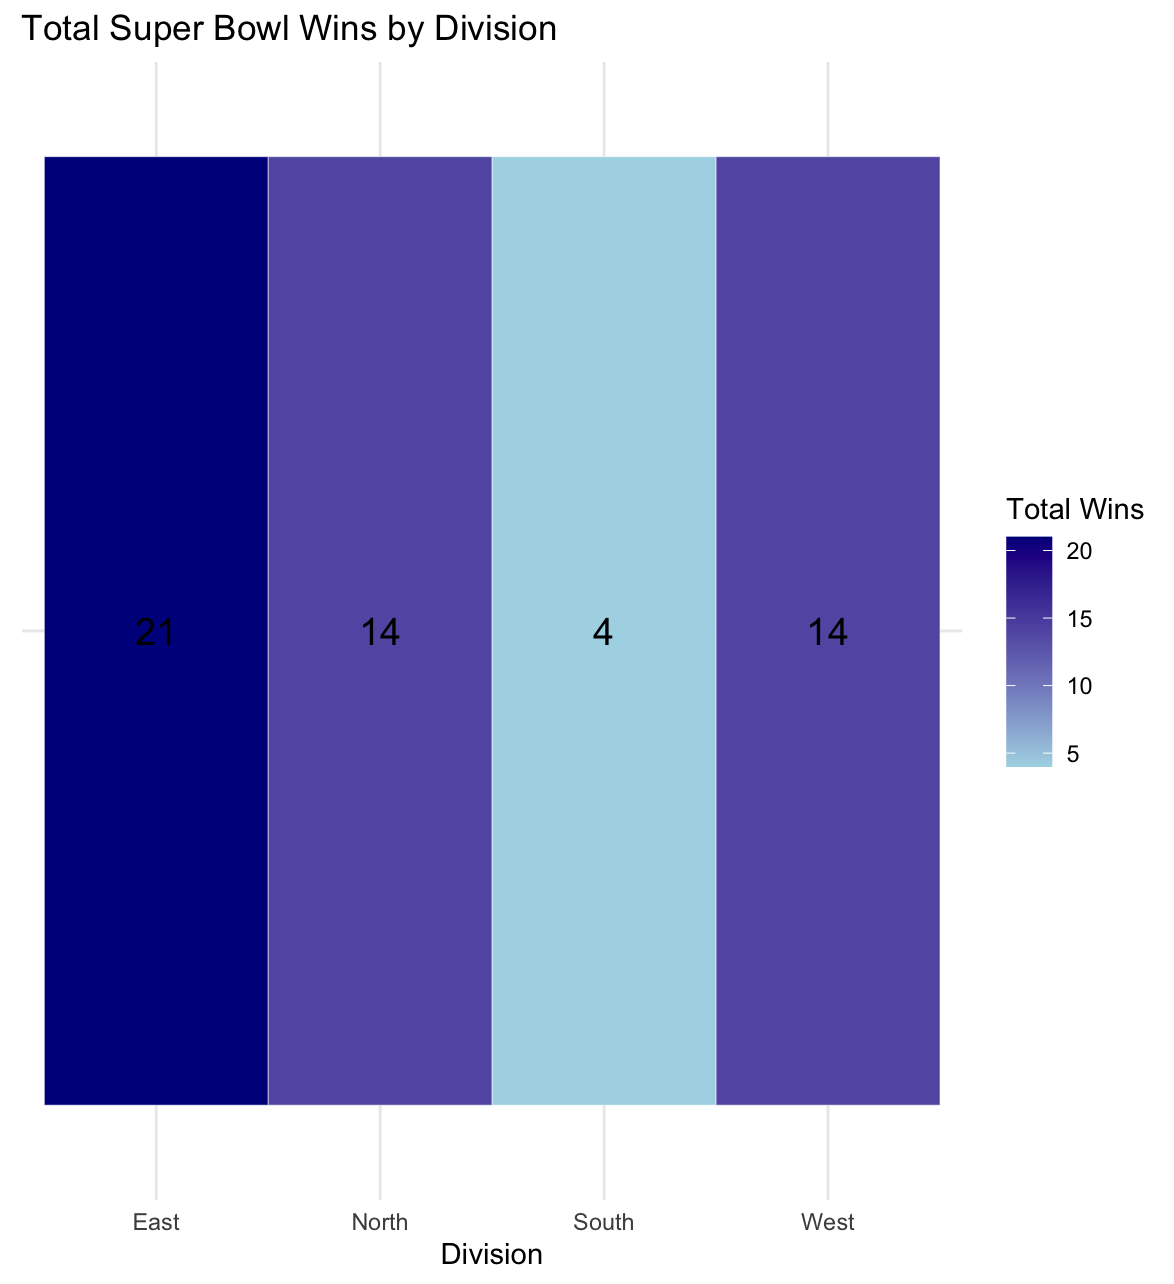 Total Super Bowl Wins by Division
21 14 4 14
Total Wins
20
15
10
5
East North South West
Division